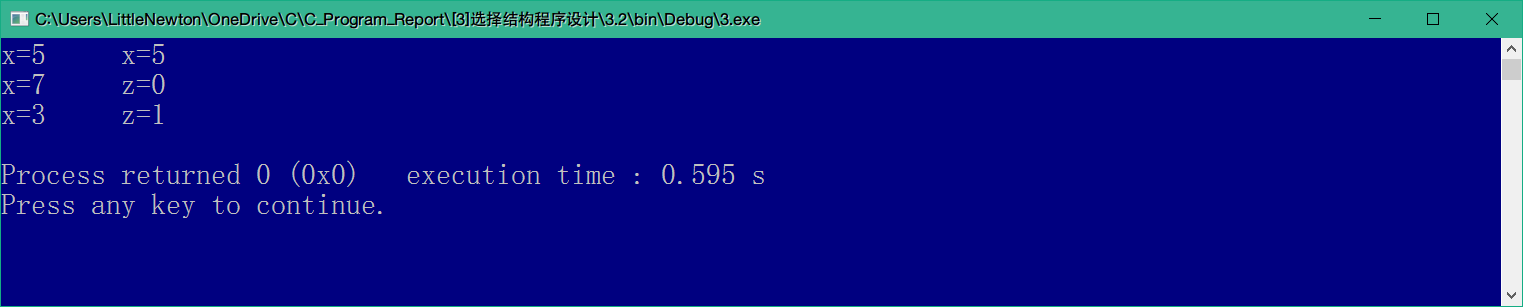 C:\Users\LittleNewton\OneDrive\C\C_Program_Report\[3]选择结构程序设计\3.2\bin\Debug\3.exe
x=5     x=5
x=7     z=0
x=3     z=1
Process returned 0 (0x0)   execution time : 0.595 s
Press any key to continue.